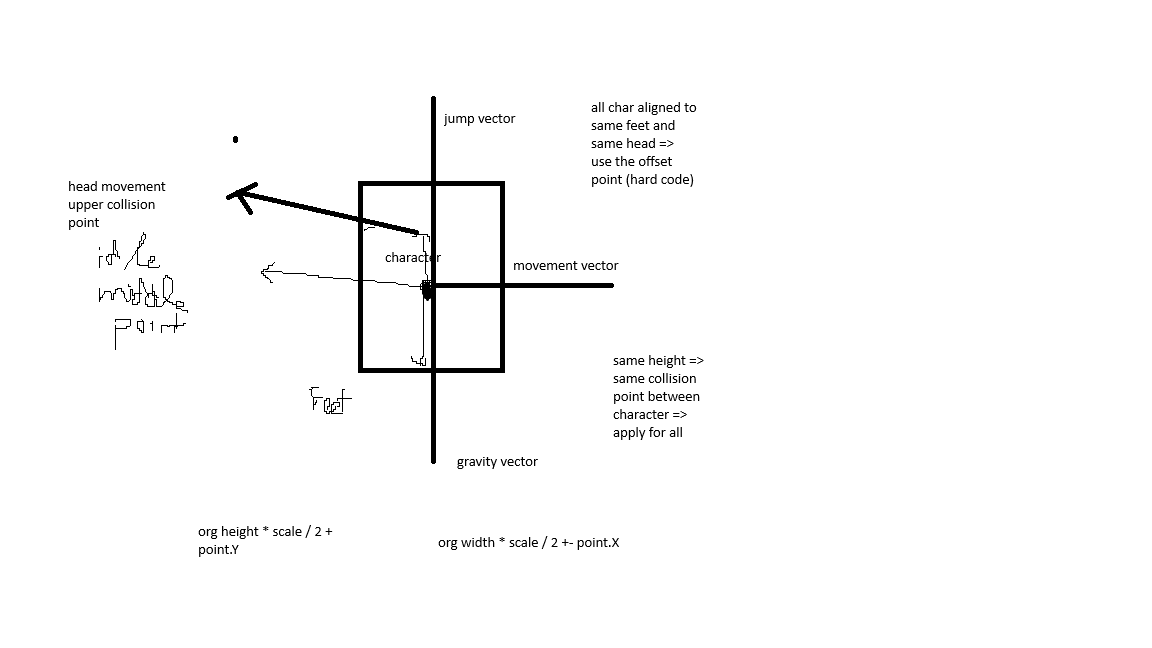 jump vector
all char aligned to
same feet and
same head =>
use the offset
point (hard code)
head movement
upper collision
point
idle
middle
point
character
movement vector
same height =>
same collision
point between
character =>
apply for all
Feet
gravity vector
org height * scale / 2 +
point.Y
org width * scale / 2 +- point.X